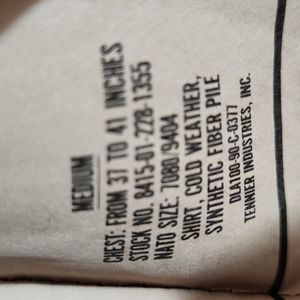 MEDIUM
CHEST: FROM 37 TO 41 INCHES
STOCK NO. 8415-01-228-1355
NATO SIZE: 7080/9404
SHIRT, COLD WEATHER,
SYNTHETIC FIBER PILE
DLA100-90-C-0377
TENNIER INDUSTRIES, INC.